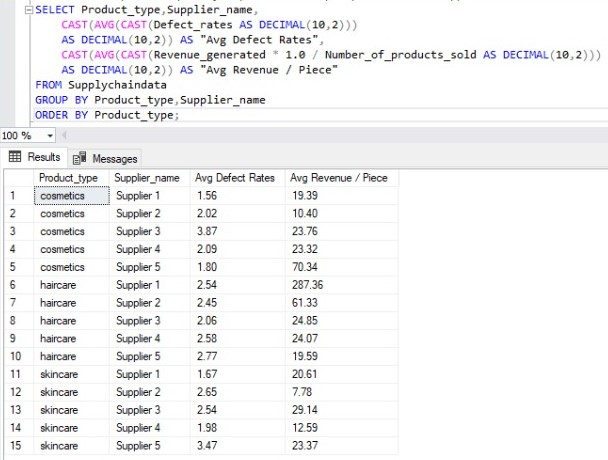 SELECT Product_type,Supplier_name,
CAST(AVG(CAST(Defect_rates AS DECIMAL(10,2)))
AS DECIMAL(10,2)) AS "Avg Defect Rates",
CAST(AVG(CAST(Revenue_generated * 1.0 / Number_of_products_sold AS DECIMAL(10,2)))
AS DECIMAL(10,2)) AS "Avg Revenue / Piece"
FROM Supplychaindata
GROUP BY Product_type,Supplier_name
ORDER BY Product_type;
100 %
Results Messages
Product_type Supplier_name Avg Defect Rates Avg Revenue / Piece
1 cosmetics Supplier 1 1.56 19.39
2 cosmetics Supplier 2 2.02 10.40
3 cosmetics Supplier 3 3.87 23.76
4 cosmetics Supplier 4 2.09 23.32
5 cosmetics Supplier 5 1.80 70.34
6 haircare Supplier 1 2.54 287.36
7 haircare Supplier 2 2.45 61.33
8 haircare Supplier 3 2.06 24.85
9 haircare Supplier 4 2.58 24.07
10 haircare Supplier 5 2.77 19.59
11 skincare Supplier 1 1.67 20.61
12 skincare Supplier 2 2.65 7.78
13 skincare Supplier 3 2.54 29.14
14 skincare Supplier 4 1.98 12.59
15 skincare Supplier 5 3.47 23.37